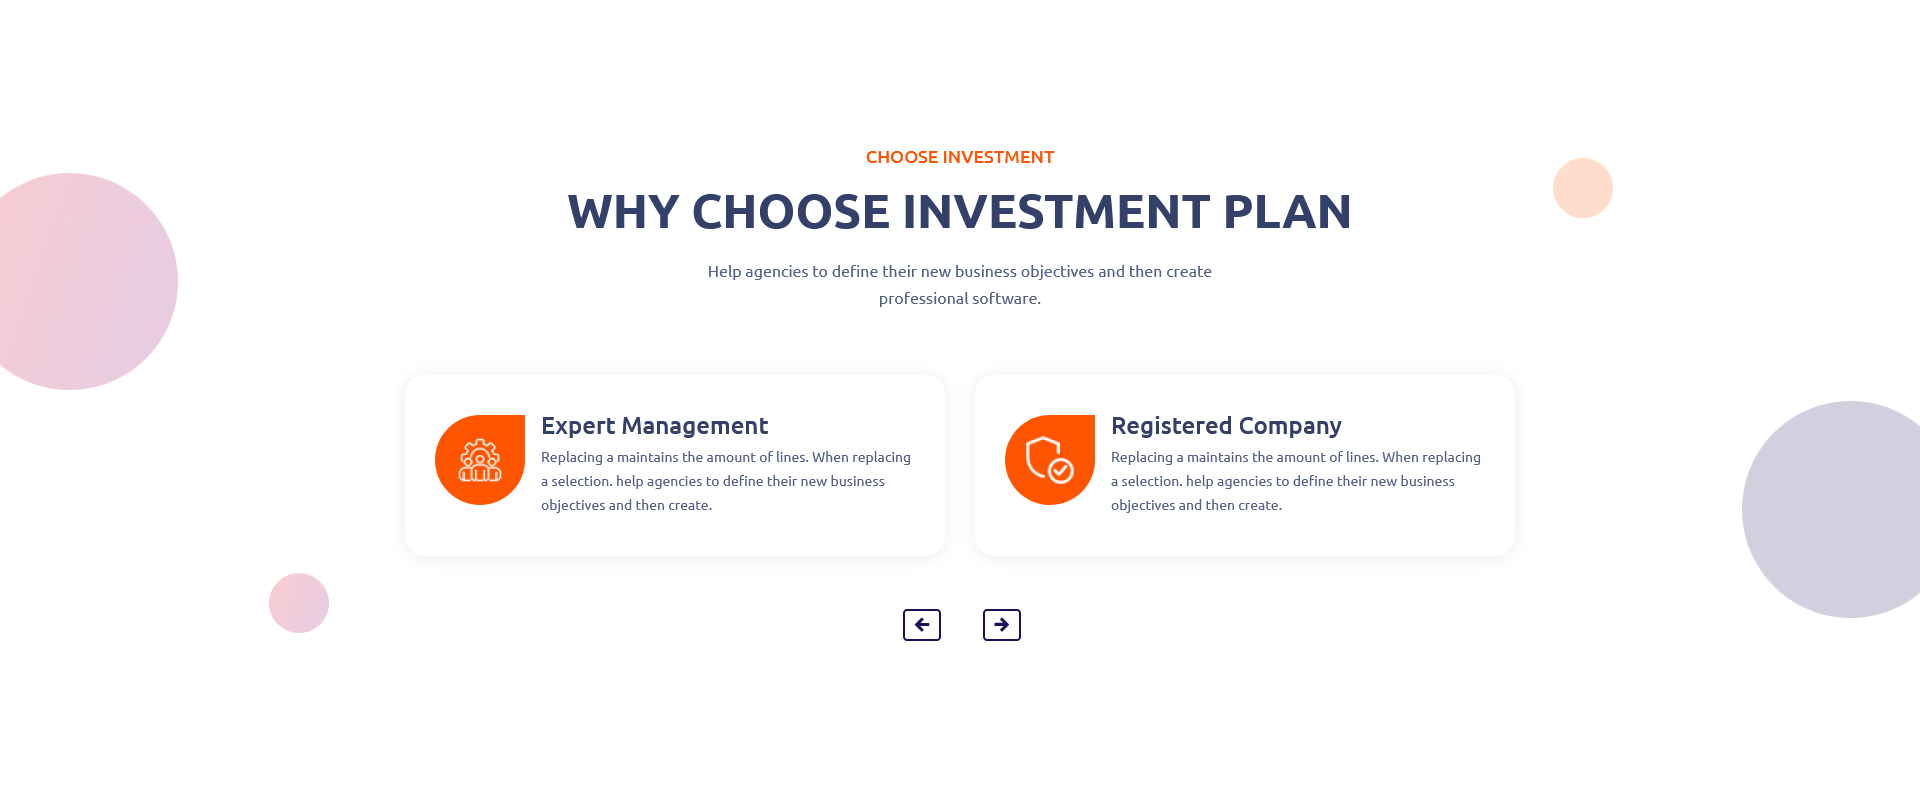 CHOOSE INVESTMENT
WHY CHOOSE INVESTMENT PLAN
Help agencies to define their new business objectives and then create
professional software.
Expert Management
Replacing a maintains the amount of lines. When replacing
a selection. help agencies to define their new business
objectives and then create.
Registered Company
Replacing a maintains the amount of lines. When replacing
a selection. help agencies to define their new business
objectives and then create.